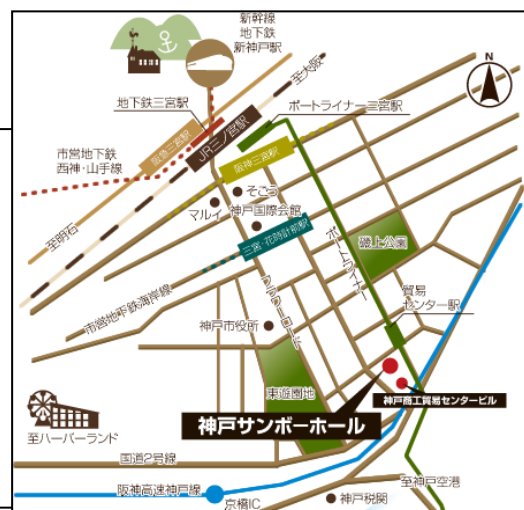 新幹線
地下鉄
新神戸駅
N
至大阪
地下鉄三宮駅
ポートライナー三宮駅
阪急三宮駅
JR三ノ宮駅
阪神三宮駅
市営地下鉄
西神・山手線
そごう
マルイ
神戸国際会館
三宮・花時計前駅
磯上公園
至明石
ポートライナー
フラワーロード
貿易
センター駅
市営地下鉄海岸線
神戸市役所
東遊園地
神戸商工貿易センタービル
神戸サンボーホール
至ハーバーランド
国道2号線
至神戸空港
阪神高速神戸線
京橋IC
神戸税関